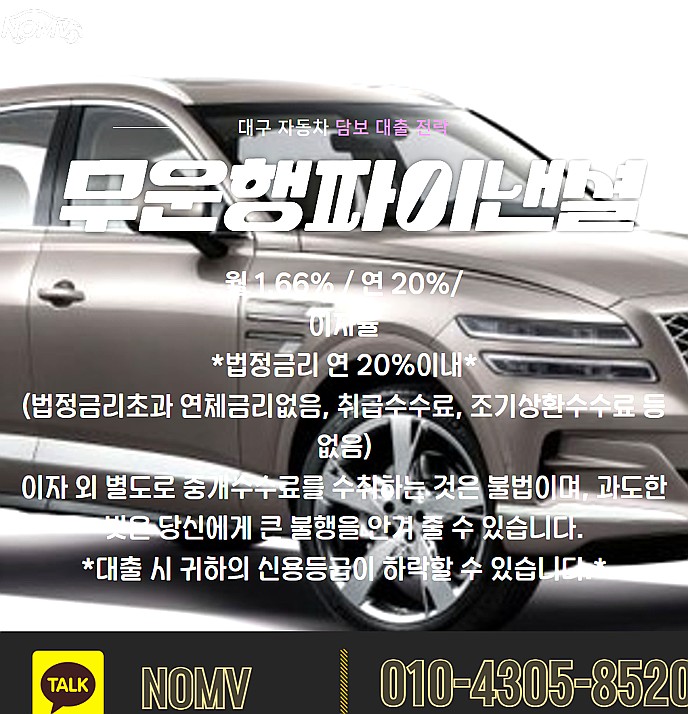 NOMV
대구 자동차 담보 대출 전략
무운행파이낸셜
월 1.66% / 연 20%/
이자율
*법정금리 연 20%이내*
(법정금리초과 연체금리없음, 취급수수료, 조기상환수수료 등
없음)
이자 외 별도로 중개수수료를 수취하는 것은 불법이며, 과도한
빚은 당신에게 큰 불행을 안겨 줄 수 있습니다.
*대출 시 귀하의 신용등급이 하락할 수 있습니다.*
TALK NOMV 010-4305-8520